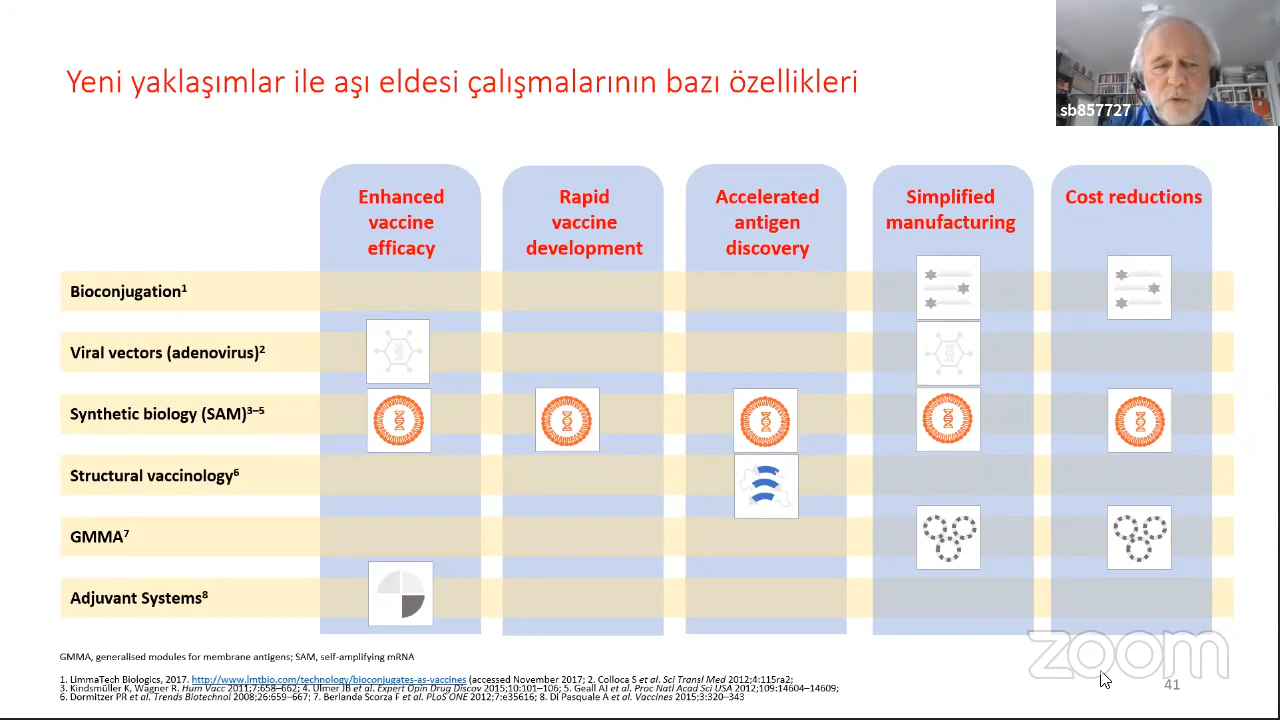 Yeni yaklaşımlar ile aşı eldesi çalışmalarının bazı özellikleri
sb857727
Enhanced
vaccine
efficacy
Rapid
vaccine
development
Accelerated
antigen
discovery
Simplified
manufacturing
Cost reductions
Bioconjugation¹
Viral vectors (adenovirus)²
Synthetic biology (SAM)³⁻⁵
Structural vaccinology⁶
GMMA⁷
Adjuvant Systems⁸
GMMA, generalised modules for membrane antigens; SAM, self-amplifying mRNA
1. LimmaTech Biologics, 2017. http://www.lmtbio.com/technology/bioconjugates-as-vaccines (accessed November 2017; 2. Colloca S et al. Sci Transl Med 2012;4:115ra2;
3. Kindsmüller K, Wagner R. Hum Vacc 2011;7:658–662; 4. Ulmer JB et al. Expert Opin Drug Discov 2015;10:101–106; 5. Geall AJ et al. Proc Natl Acad Sci USA 2012;109:14604–14609;
6. Dormitzer PR et al. Trends Biotechnol 2008;26:659–667; 7. Berlanda Scorza F et al. PLoS ONE 2012;7:e35616; 8. Di Pasquale A et al. Vaccines 2015;3:320–343
zoom
41